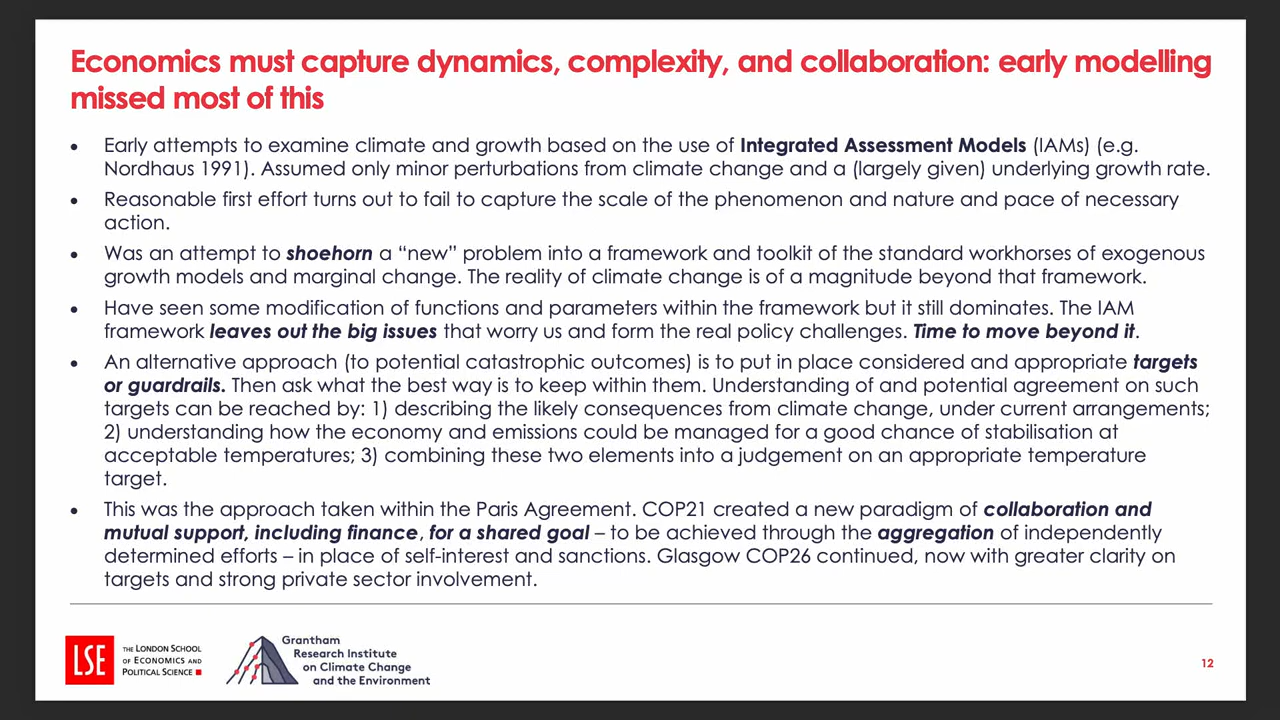 Economics must capture dynamics, complexity, and collaboration: early modelling
missed most of this
• Early attempts to examine climate and growth based on the use of Integrated Assessment Models (IAMs) (e.g.
Nordhaus 1991). Assumed only minor perturbations from climate change and a (largely given) underlying growth rate.
• Reasonable first effort turns out to fail to capture the scale of the phenomenon and nature and pace of necessary
action.
• Was an attempt to shoehorn a “new” problem into a framework and toolkit of the standard workhorses of exogenous
growth models and marginal change. The reality of climate change is of a magnitude beyond that framework.
• Have seen some modification of functions and parameters within the framework but it still dominates. The IAM
framework leaves out the big issues that worry us and form the real policy challenges. Time to move beyond it.
• An alternative approach (to potential catastrophic outcomes) is to put in place considered and appropriate targets
or guardrails. Then ask what the best way is to keep within them. Understanding of and potential agreement on such
targets can be reached by: 1) describing the likely consequences from climate change, under current arrangements;
2) understanding how the economy and emissions could be managed for a good chance of stabilisation at
acceptable temperatures; 3) combining these two elements into a judgement on an appropriate temperature
target.
• This was the approach taken within the Paris Agreement. COP21 created a new paradigm of collaboration and
mutual support, including finance, for a shared goal – to be achieved through the aggregation of independently
determined efforts – in place of self-interest and sanctions. Glasgow COP26 continued, now with greater clarity on
targets and strong private sector involvement.
LSE
THE LONDON SCHOOL
OF ECONOMICS AND
POLITICAL SCIENCE
Grantham
Research Institute
on Climate Change
and the Environment
12